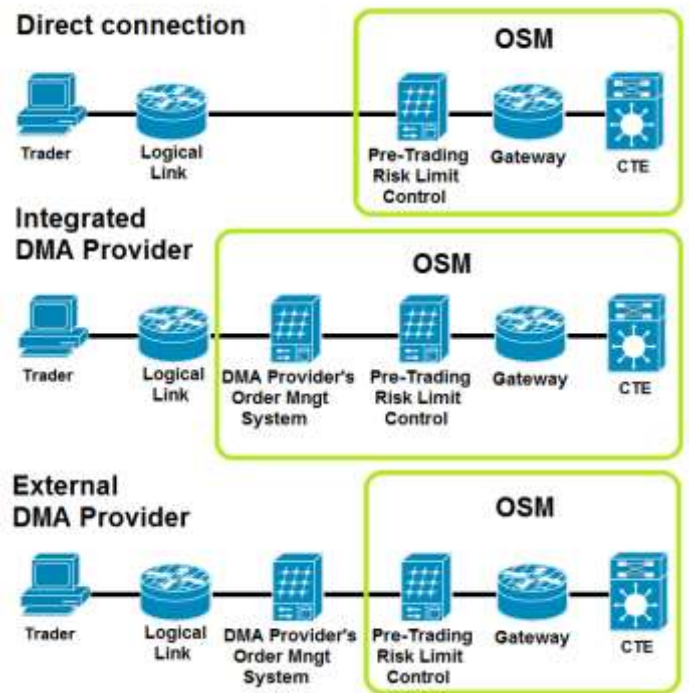 Direct connection
OSM
Trader
Logical
Link
Pre-Trading
Risk Limit
Control
Gateway
CTE
Integrated
DMA Provider
OSM
Trader
Logical
Link
DMA Provider's
Order Mngt
System
Pre-Trading
Risk Limit
Control
Gateway
CTE
External
DMA Provider
OSM
Trader
Logical
Link
DMA Provider's
Order Mngt
System
Pre-Trading
Risk Limit
Control
Gateway
CTE